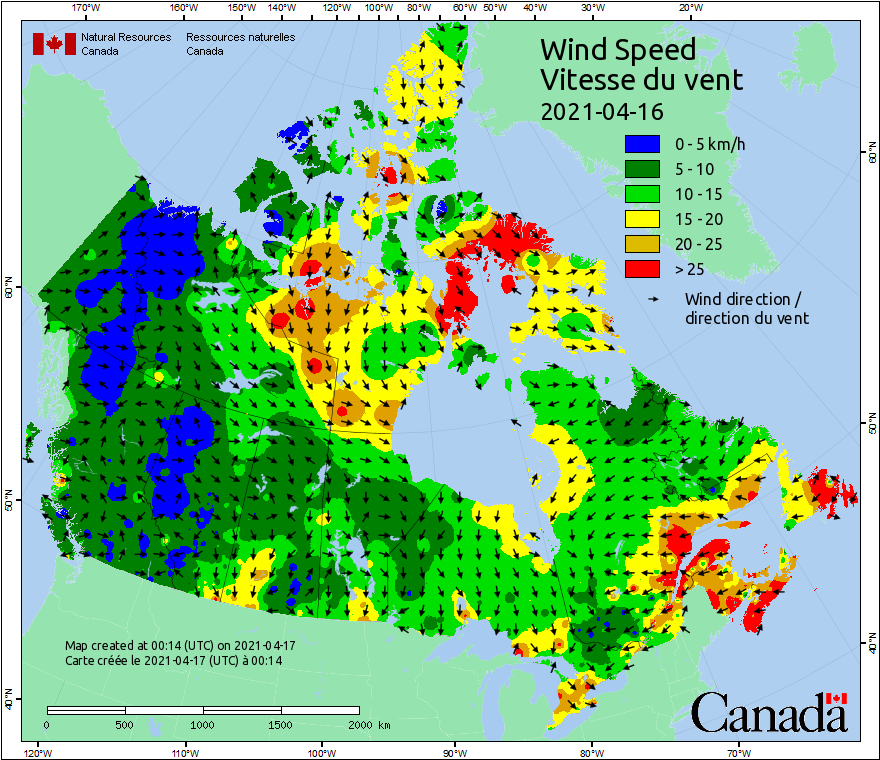 170°W 160°W 150°W 140°W 120°W 100°W 80°W 60°W 50°W 40°W 30°W 20°W
Natural Resources Canada
Ressources naturelles Canada
Wind Speed
Vitesse du vent
2021-04-16
0 - 5 km/h
5 - 10
10 - 15
15 - 20
20 - 25
> 25
Wind direction /
direction du vent
60°N
60°N
50°N
50°N
40°N
40°N
Map created at 00:14 (UTC) on 2021-04-17
Carte créée le 2021-04-17 (UTC) à 00:14
0 500 1000 1500 2000 km
Canada
120°W 110°W 100°W 90°W 80°W 70°W